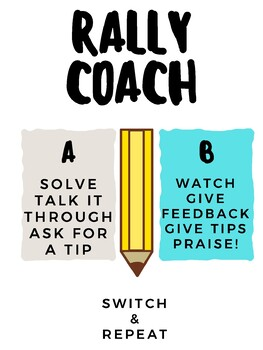 RALLY
COACH
A
SOLVE
TALK IT
THROUGH
ASK FOR
A TIP
B
WATCH
GIVE
FEEDBACK
GIVE TIPS
PRAISE!
SWITCH
&
REPEAT